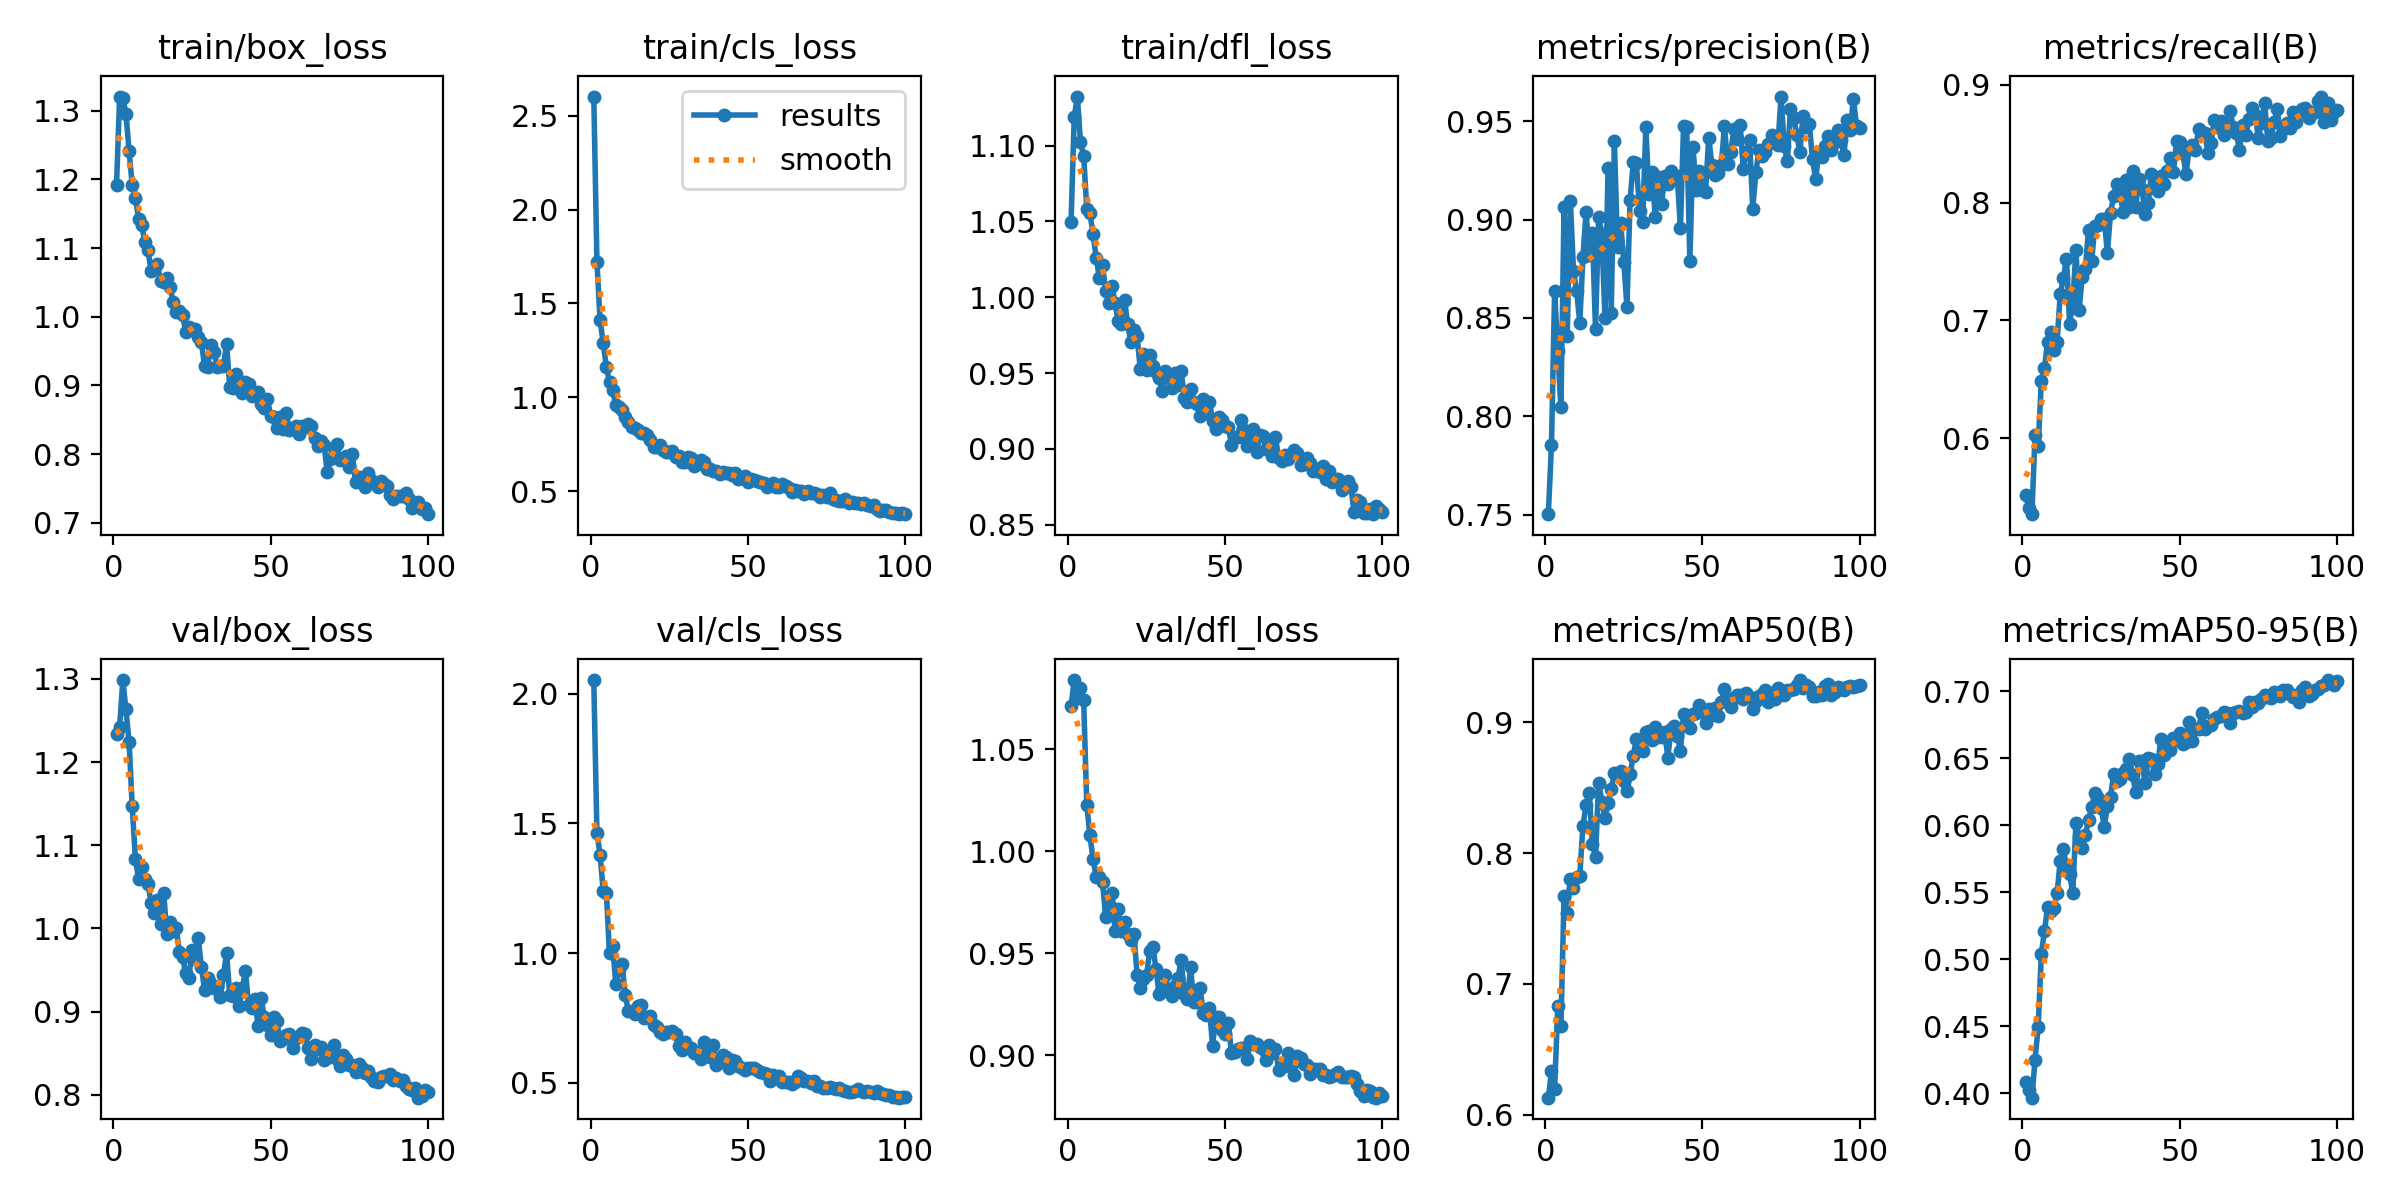 train/box_loss
1.3
1.2
1.1
1.0
0.9
0.8
0.7
0 50 100
train/cls_loss
results
smooth
2.5
2.0
1.5
1.0
0.5
0 50 100
train/dfl_loss
1.10
1.05
1.00
0.95
0.90
0.85
0 50 100
metrics/precision(B)
0.95
0.90
0.85
0.80
0.75
0 50 100
metrics/recall(B)
0.9
0.8
0.7
0.6
0 50 100
val/box_loss
1.3
1.2
1.1
1.0
0.9
0.8
0 50 100
val/cls_loss
2.0
1.5
1.0
0.5
0 50 100
val/dfl_loss
1.05
1.00
0.95
0.90
0 50 100
metrics/mAP50(B)
0.9
0.8
0.7
0.6
0 50 100
metrics/mAP50-95(B)
0.70
0.65
0.60
0.55
0.50
0.45
0.40
0 50 100